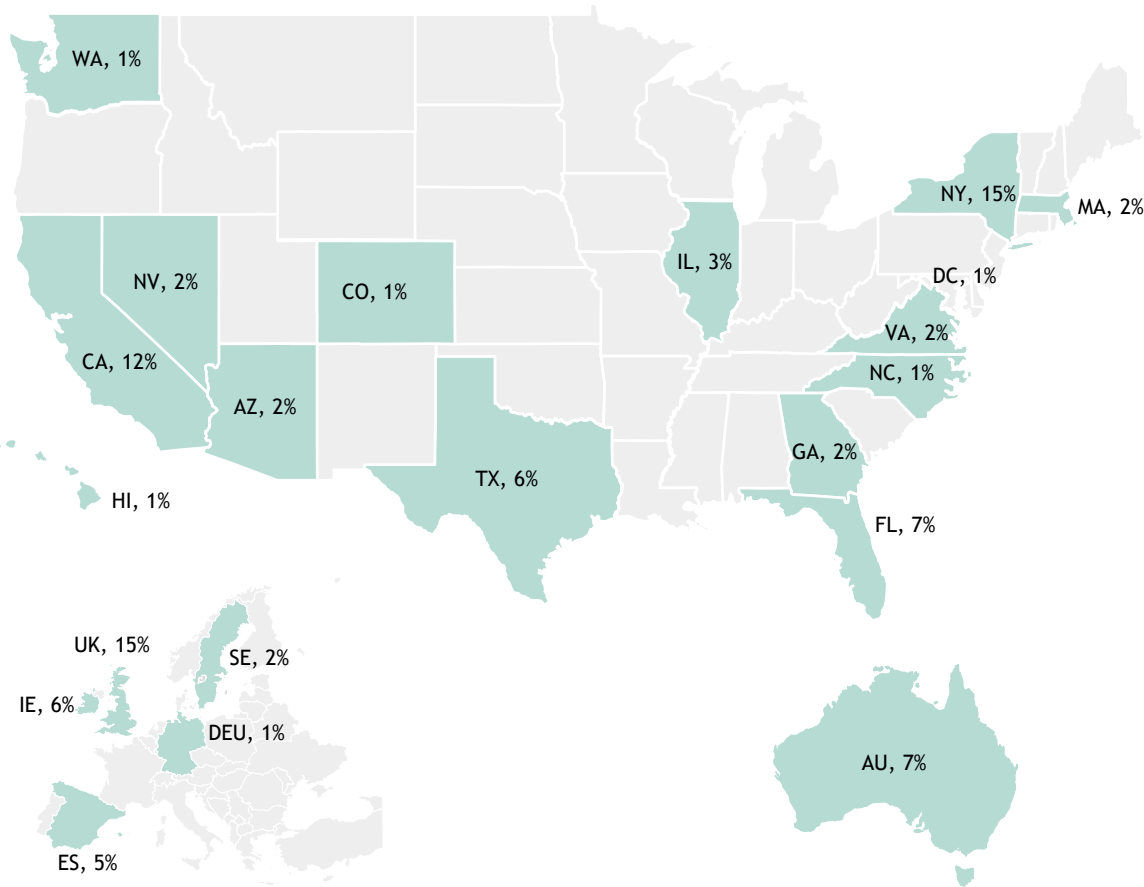 WA, 1%
NY, 15%
MA, 2%
IL, 3%
DC, 1%
NV, 2%
CO, 1%
VA, 2%
CA, 12%
NC, 1%
AZ, 2%
GA, 2%
TX, 6%
HI, 1%
FL, 7%
UK, 15%
SE, 2%
IE, 6%
DEU, 1%
AU, 7%
ES, 5%